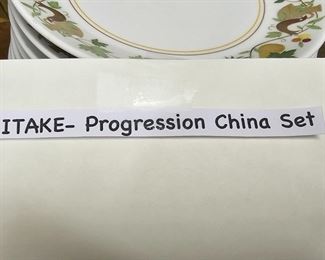 ITAKE- Progression China Set